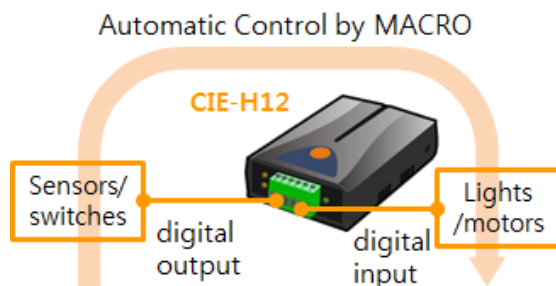 Automatic Control by MACRO
CIE-H12
Sensors/
switches
digital
output
digital
input
Lights
/motors